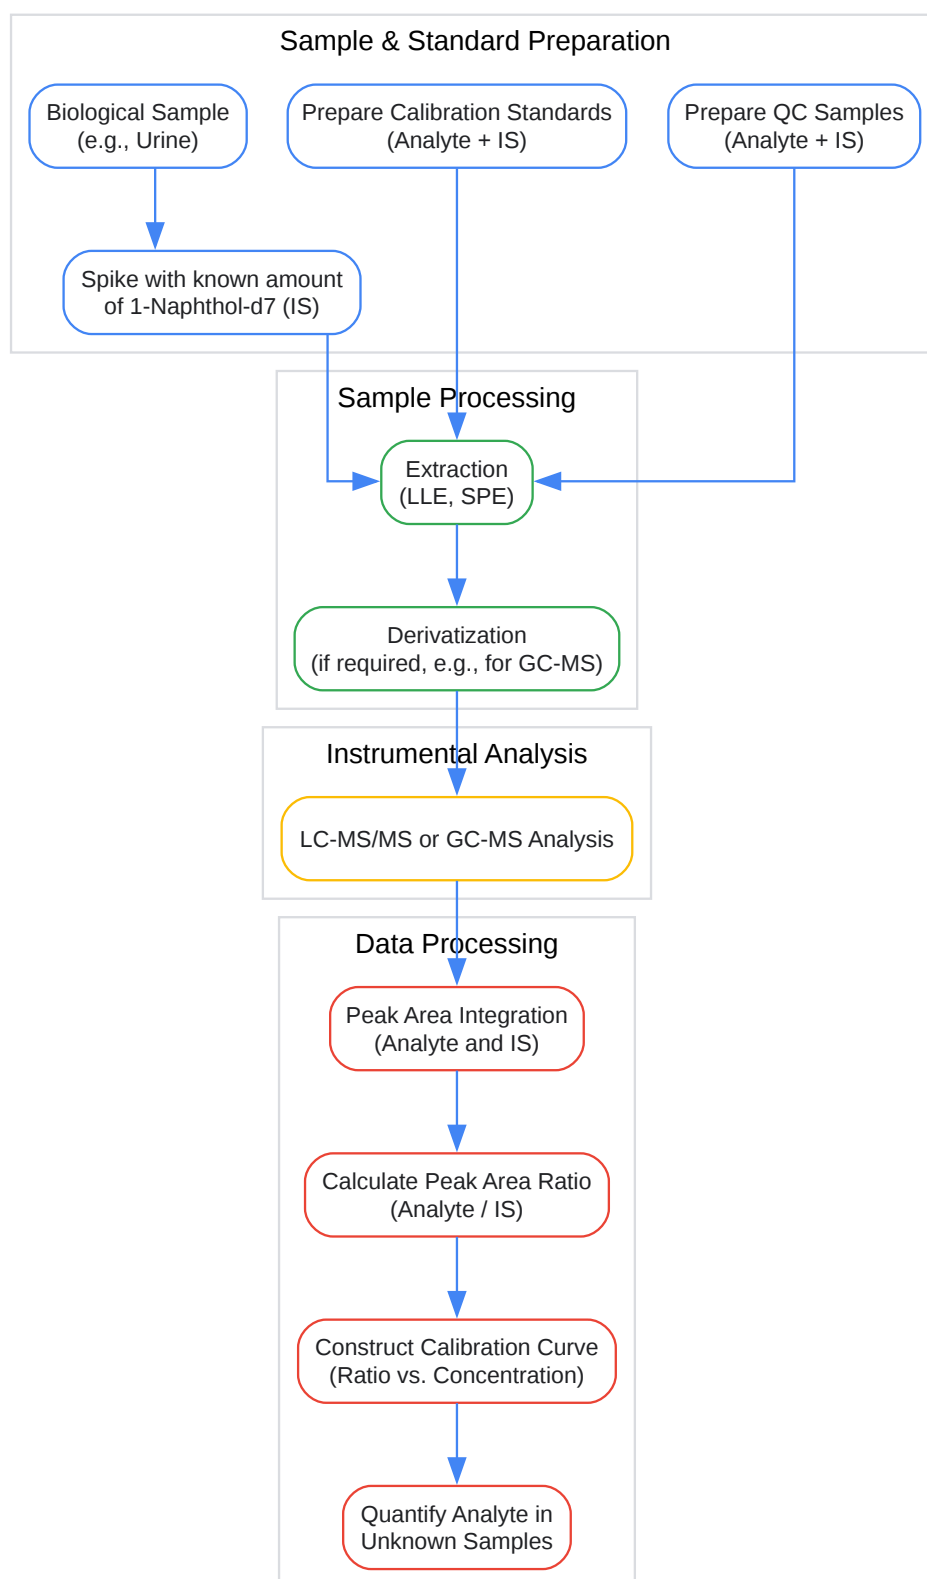 Sample & Standard Preparation
Biological Sample
(e.g., Urine)
Prepare Calibration Standards
(Analyte + IS)
Prepare QC Samples
(Analyte + IS)
Spike with known amount
of 1-Naphthol-d7 (IS)
Sample Processing
Extraction
(LLE, SPE)
Derivatization
(if required, e.g., for GC-MS)
Instrumental Analysis
LC-MS/MS or GC-MS Analysis
Data Processing
Peak Area Integration
(Analyte and IS)
Calculate Peak Area Ratio
(Analyte / IS)
Construct Calibration Curve
(Ratio vs. Concentration)
Quantify Analyte in
Unknown Samples